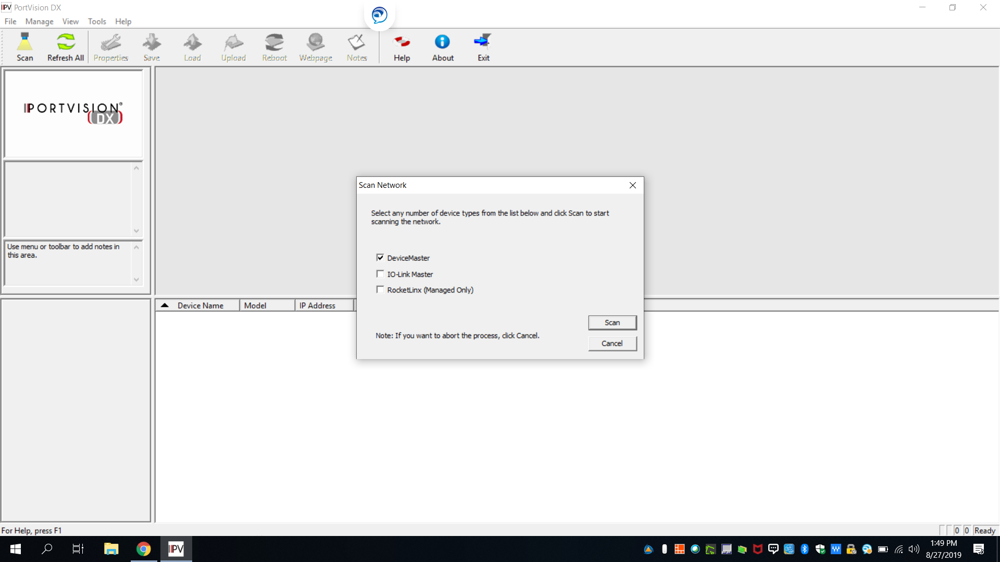 IPV PortVision DX
File Manage View Tools Help
Scan Refresh All Properties Save Load Upload Reboot Webpage Notes Help About Exit
PORTVISION® DX
Use menu or toolbar to add notes in
this area.
Scan Network
Select any number of device types from the list below and click Scan to start
scanning the network.
DeviceMaster
IO-Link Master
RocketLinx (Managed Only)
Scan
Note: If you want to abort the process, click Cancel.
Cancel
Device Name Model IP Address
For Help, press F1
0 0 Ready
IPV
W
1:49 PM
8/27/2019